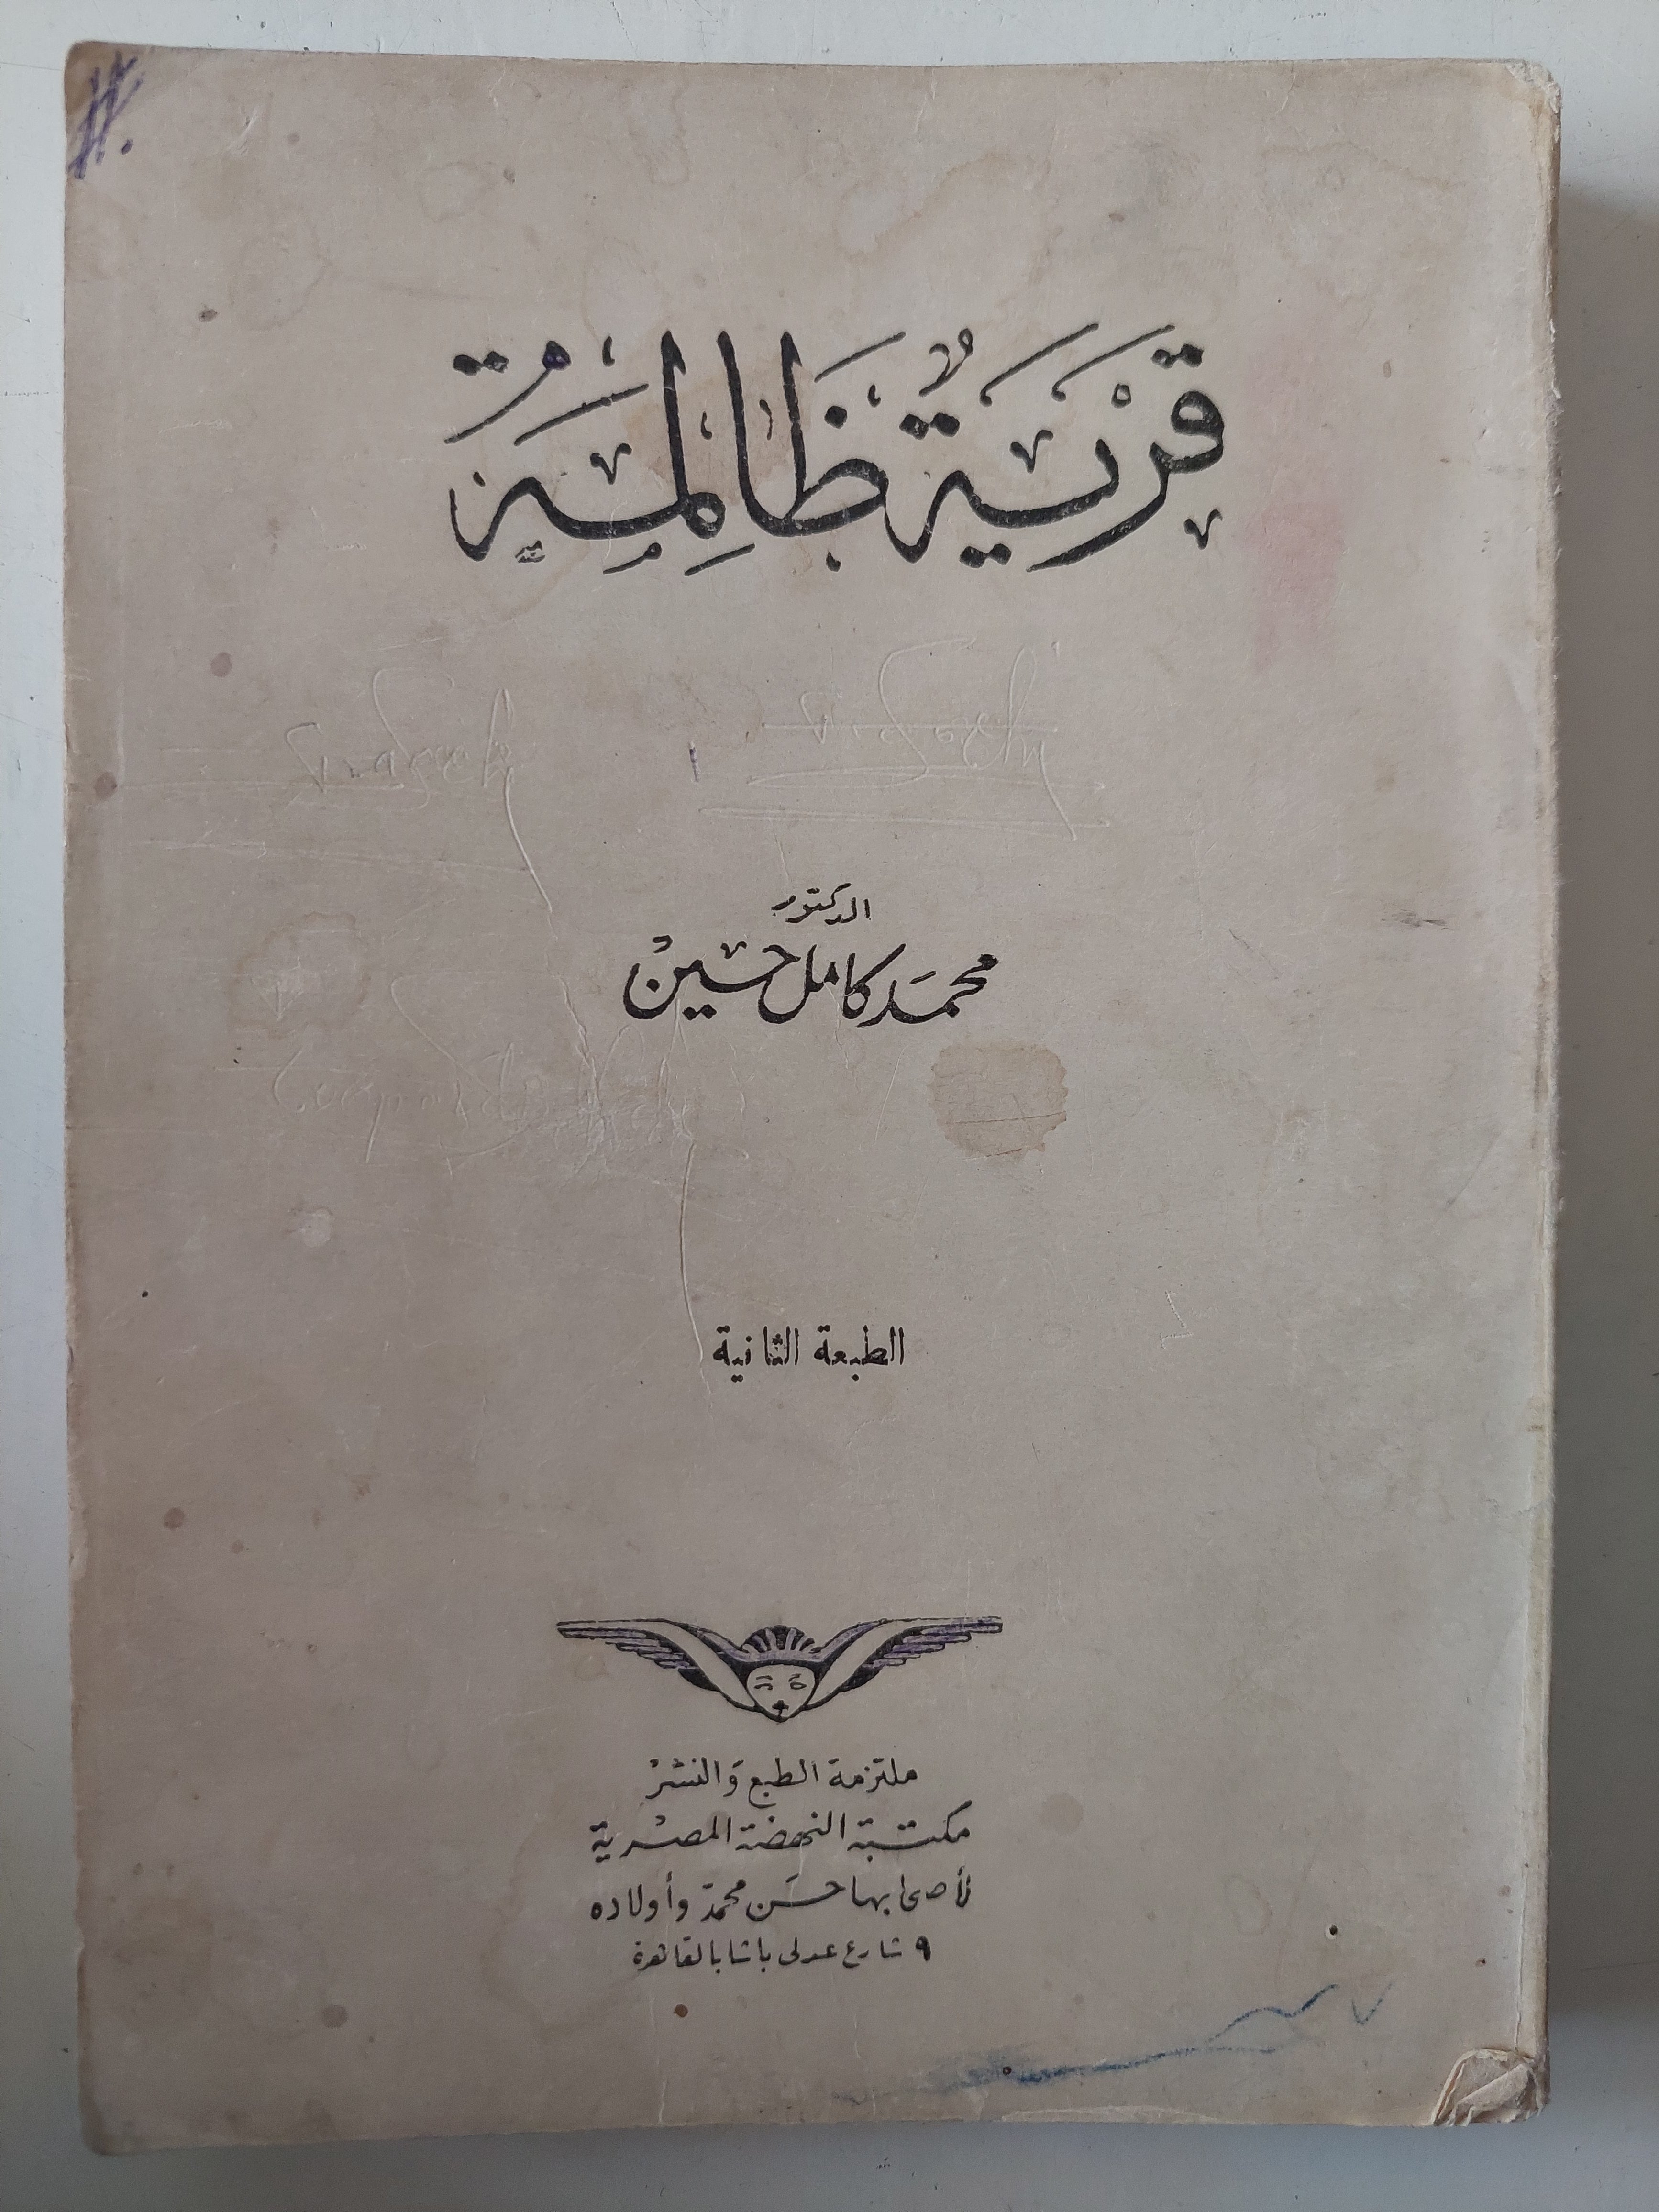 قرية ظالمة
الدكتور
محمد كامل حسين
الطبعة الثانية
ملتزمة الطبع والنشر
مكتبة النهضة المصرية
لأصحابها حسن محمد وأولاده
٩ شارع عدلى باشا بالقاهرة